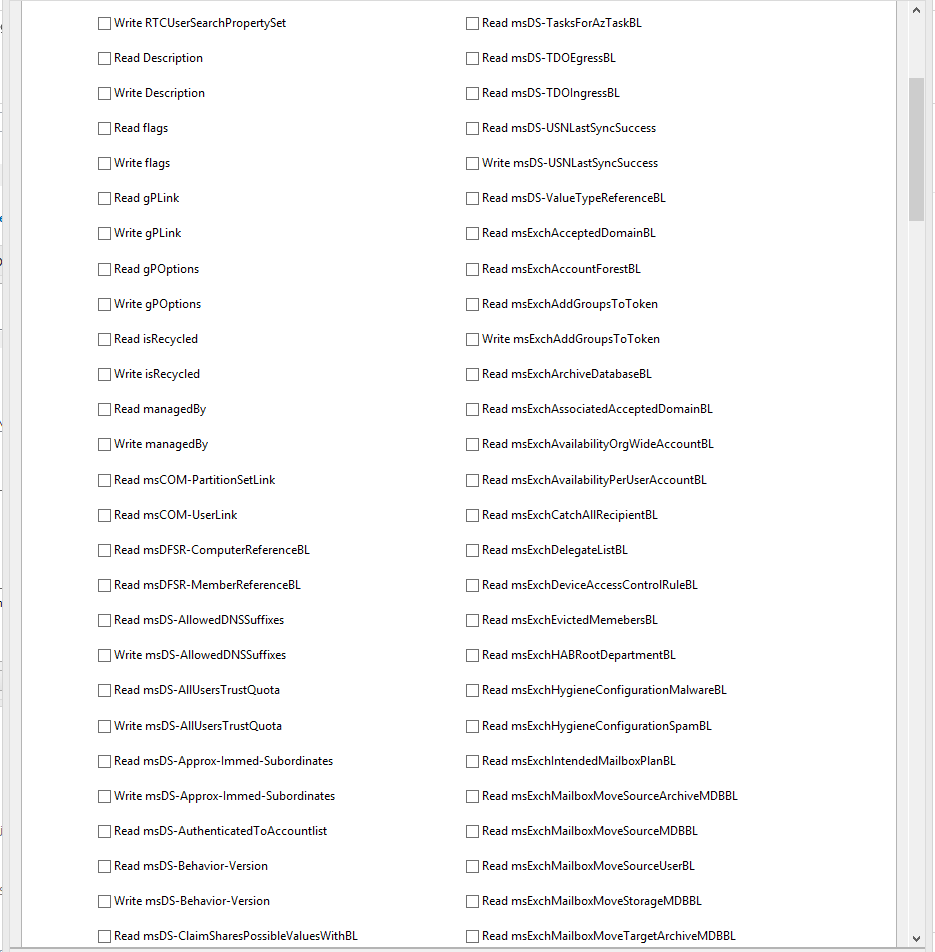 Write RTCUserSearchPropertySet
Read Description
Write Description
Read flags
Write flags
Read gPLink
Write gPLink
Read gPOptions
Write gPOptions
Read isRecycled
Write isRecycled
Read managedBy
Write managedBy
Read msCOM-PartitionSetLink
Read msCOM-UserLink
Read msDFSR-ComputerReferenceBL
Read msDFSR-MemberReferenceBL
Read msDS-AllowedDNSSuffixes
Write msDS-AllowedDNSSuffixes
Read msDS-AllUsersTrustQuota
Write msDS-AllUsersTrustQuota
Read msDS-Approx-Immed-Subordinates
Write msDS-Approx-Immed-Subordinates
Read msDS-AuthenticatedToAccountlist
Read msDS-Behavior-Version
Write msDS-Behavior-Version
Read msDS-ClaimSharesPossibleValuesWithBL
Read msDS-TasksForAzTaskBL
Read msDS-TDOEgressBL
Read msDS-TDOIngressBL
Read msDS-USNLastSyncSuccess
Write msDS-USNLastSyncSuccess
Read msDS-ValueTypeReferenceBL
Read msExchAcceptedDomainBL
Read msExchAccountForestBL
Read msExchAddGroupsToToken
Write msExchAddGroupsToToken
Read msExchArchiveDatabaseBL
Read msExchAssociatedAcceptedDomainBL
Read msExchAvailabilityOrgWideAccountBL
Read msExchAvailabilityPerUserAccountBL
Read msExchCatchAllRecipientBL
Read msExchDelegateListBL
Read msExchDeviceAccessControlRuleBL
Read msExchEvictedMemebersBL
Read msExchHABRootDepartmentBL
Read msExchHygieneConfigurationMalwareBL
Read msExchHygieneConfigurationSpamBL
Read msExchIntendedMailboxPlanBL
Read msExchMailboxMoveSourceArchiveMDBBL
Read msExchMailboxMoveSourceMDBBL
Read msExchMailboxMoveSourceUserBL
Read msExchMailboxMoveStorageMDBBL
Read msExchMailboxMoveTargetArchiveMDBBL